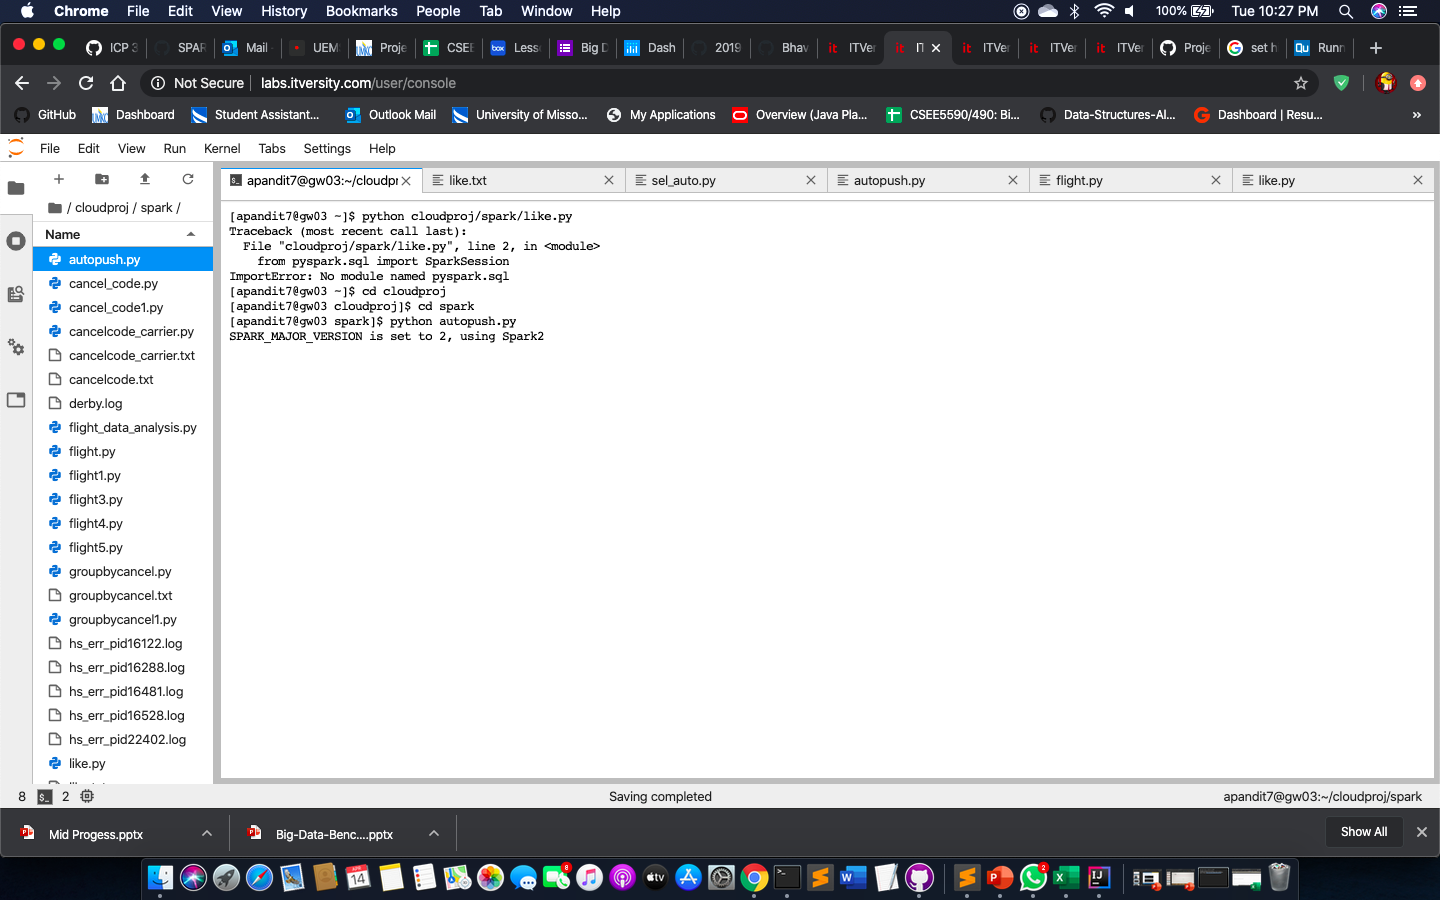 Chrome File Edit View History Bookmarks People Tab Window Help 100% Tue 10:27 PM
ICP 3 SPAR Mail - UEM Proje CSEE Less Big D Dash 2019 Bhav ITVer IT ITVer ITVer ITVer Proje set h Runn
Not Secure labs.itversity.com/user/console
GitHub Dashboard Student Assistant... Outlook Mail University of Misso... My Applications Overview (Java Pla... CSEE5590/490: Bi... Data-Structures-Al... Dashboard | Resu... »
File Edit View Run Kernel Tabs Settings Help
apandit7@gw03:~/cloudpr like.txt sel_auto.py autopush.py flight.py like.py
/ cloudproj / spark /
Name
autopush.py
cancel_code.py
cancel_code1.py
cancelcode_carrier.py
cancelcode_carrier.txt
cancelcode.txt
derby.log
flight_data_analysis.py
flight.py
flight1.py
flight3.py
flight4.py
flight5.py
groupbycancel.py
groupbycancel.txt
groupbycancel1.py
hs_err_pid16122.log
hs_err_pid16288.log
hs_err_pid16481.log
hs_err_pid16528.log
hs_err_pid22402.log
like.py
[apandit7@gw03 ~]$ python cloudproj/spark/like.py
Traceback (most recent call last):
File "cloudproj/spark/like.py", line 2, in <module>
from pyspark.sql import SparkSession
ImportError: No module named pyspark.sql
[apandit7@gw03 ~]$ cd cloudproj
[apandit7@gw03 cloudproj]$ cd spark
[apandit7@gw03 spark]$ python autopush.py
SPARK_MAJOR_VERSION is set to 2, using Spark2
8 $_ 2 Saving completed apandit7@gw03:~/cloudproj/spark
Mid Progess.pptx Big-Data-Benc....pptx Show All
APR 14 8 tv 2